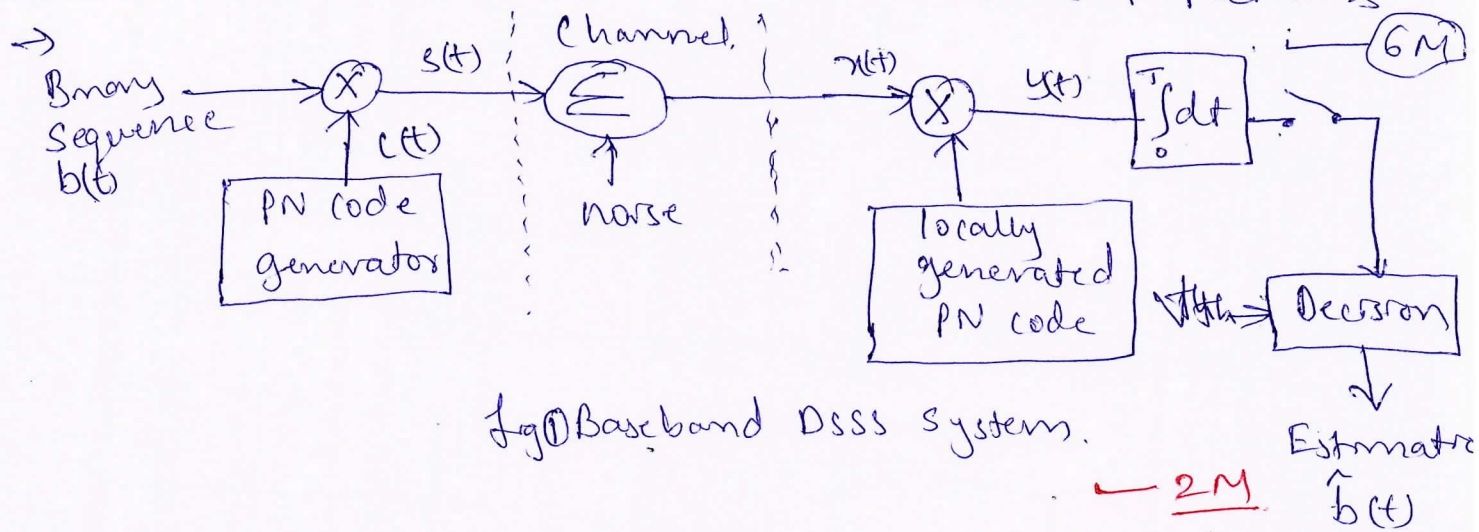 →
Channel.
6M
Binary
Sequence
b(t)
X
s(t)
c(t)
PN code
generator
Σ
noise
x(t)
X
y(t)
T
∫dt
0
locally
generated
PN code
Decision
fig① Baseband DSSS system.
Estimate
b̂(t)
2M